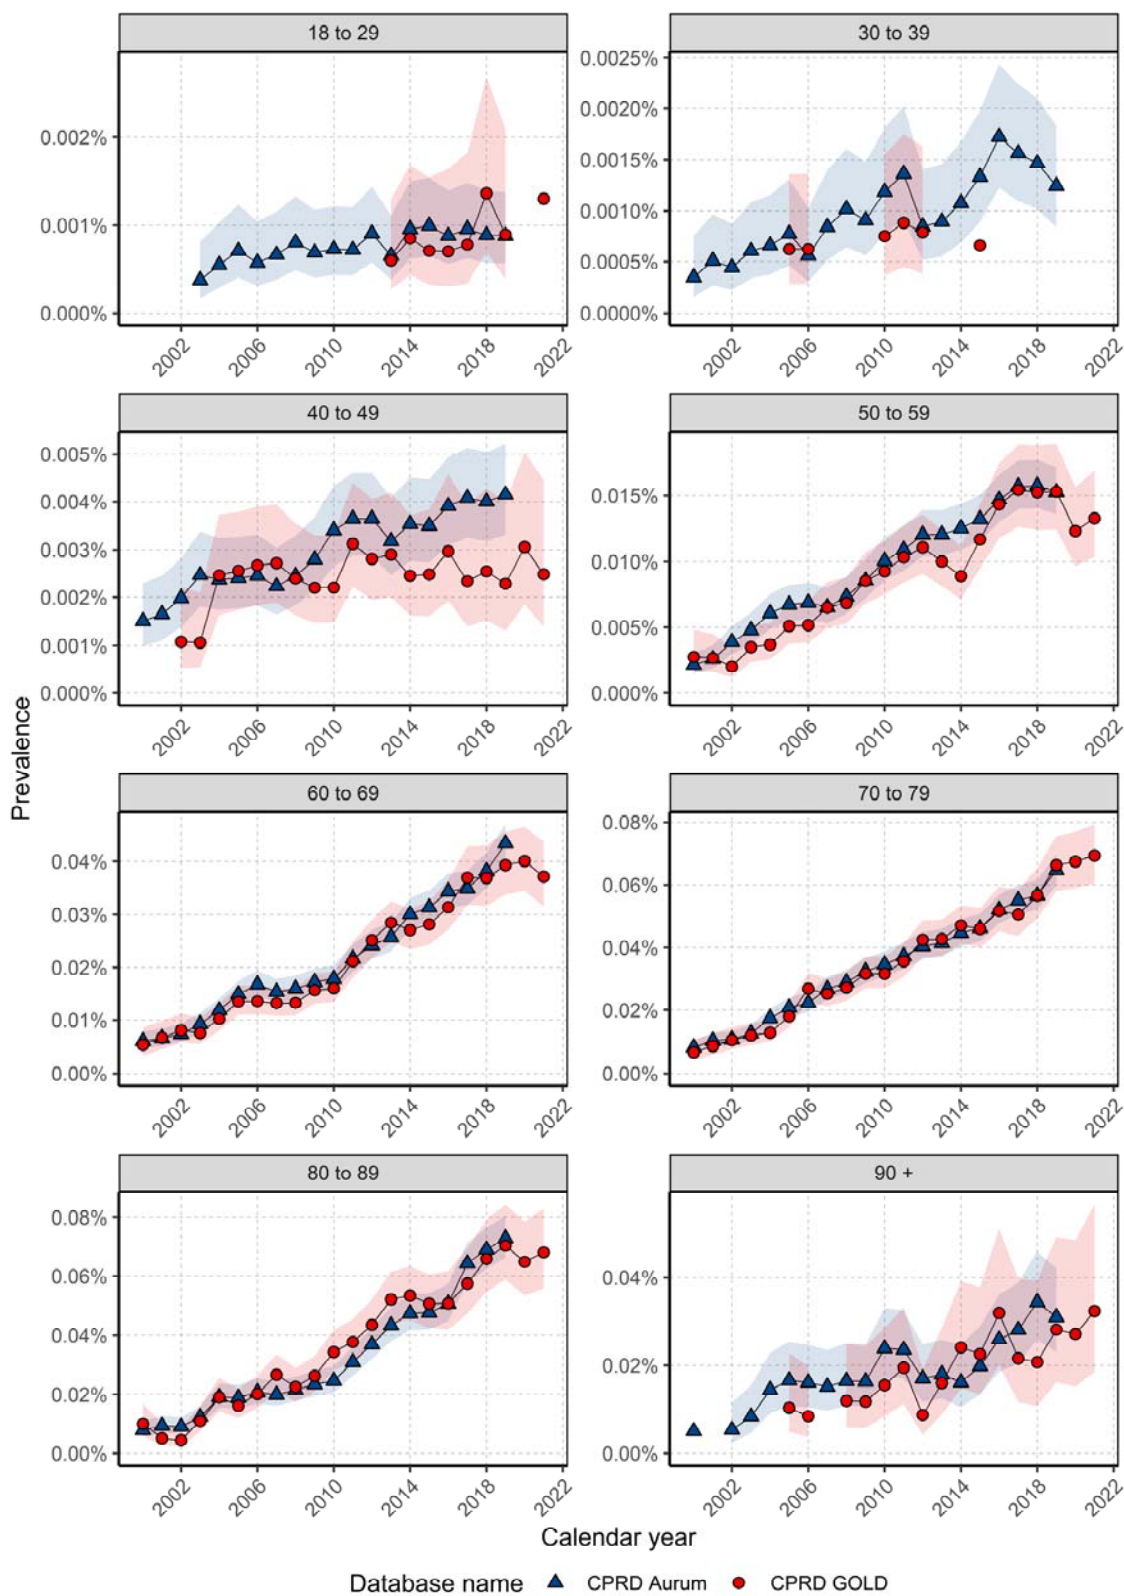 18 to 29
30 to 39
0.002%
0.001%
0.000%
0.0025%
0.0020%
0.0015%
0.0010%
0.0005%
0.0000%
2002 2006 2010 2014 2018 2022
2002 2006 2010 2014 2018 2022
40 to 49
50 to 59
0.005%
0.004%
0.003%
0.002%
0.001%
0.000%
0.015%
0.010%
0.005%
0.000%
2002 2006 2010 2014 2018 2022
2002 2006 2010 2014 2018 2022
Prevalence
60 to 69
70 to 79
0.04%
0.03%
0.02%
0.01%
0.00%
0.08%
0.06%
0.04%
0.02%
0.00%
2002 2006 2010 2014 2018 2022
2002 2006 2010 2014 2018 2022
80 to 89
90 +
0.08%
0.06%
0.04%
0.02%
0.00%
0.04%
0.02%
0.00%
2002 2006 2010 2014 2018 2022
2002 2006 2010 2014 2018 2022
Calendar year
Database name CPRD Aurum CPRD GOLD